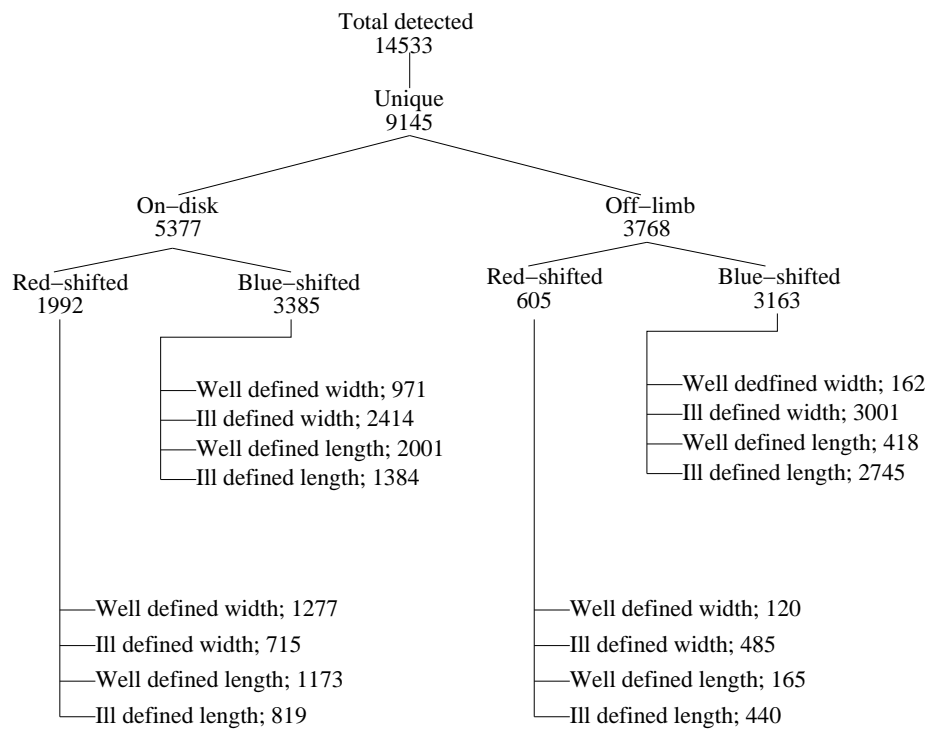 Total detected
14533
Unique
9145
On−disk
5377
Off−limb
3768
Red−shifted
1992
Blue−shifted
3385
Red−shifted
605
Blue−shifted
3163
Well defined width; 971
Ill defined width; 2414
Well defined length; 2001
Ill defined length; 1384
Well dedfined width; 162
Ill defined width; 3001
Well defined length; 418
Ill defined length; 2745
Well defined width; 1277
Ill defined width; 715
Well defined length; 1173
Ill defined length; 819
Well defined width; 120
Ill defined width; 485
Well defined length; 165
Ill defined length; 440